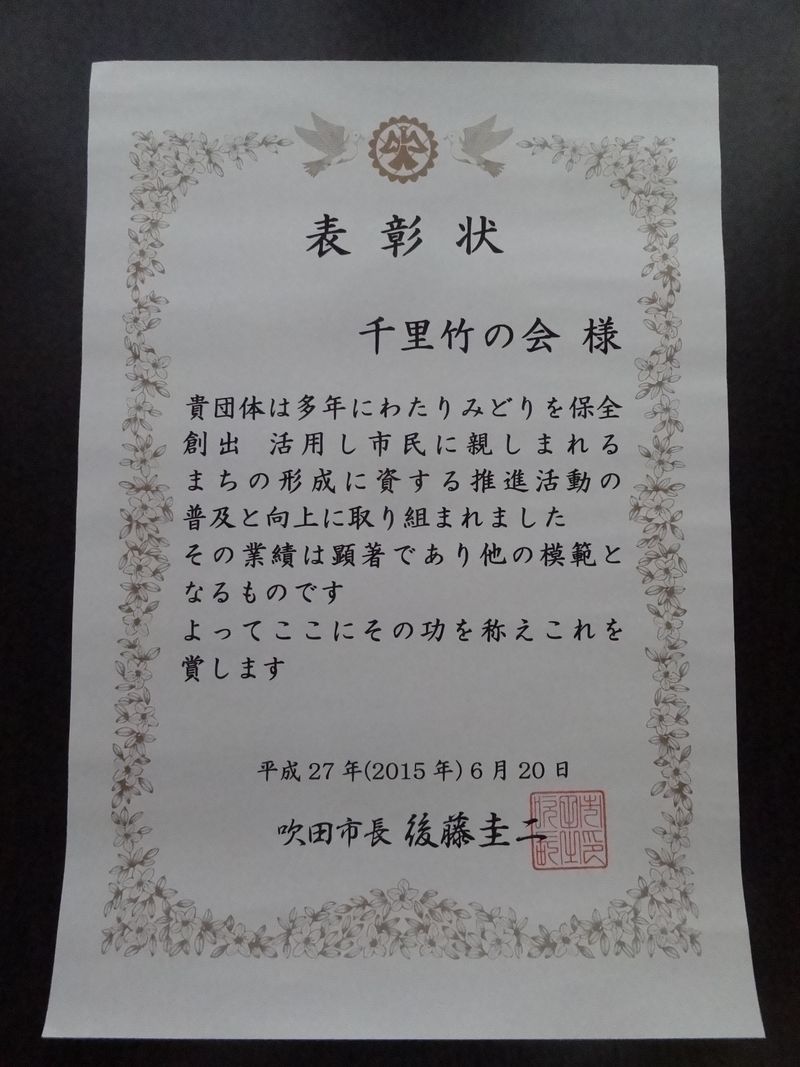 表彰状
千里竹の会 様
貴団体は多年にわたりみどりを保全
創出 活用し市民に親しまれる
まちの形成に資する推進活動の
普及と向上に取り組まれました
その業績は顕著であり他の模範と
なるものです
よってここにその功を称えこれを
賞します
平成27年(2015年)6月20日
吹田市長 後藤圭二